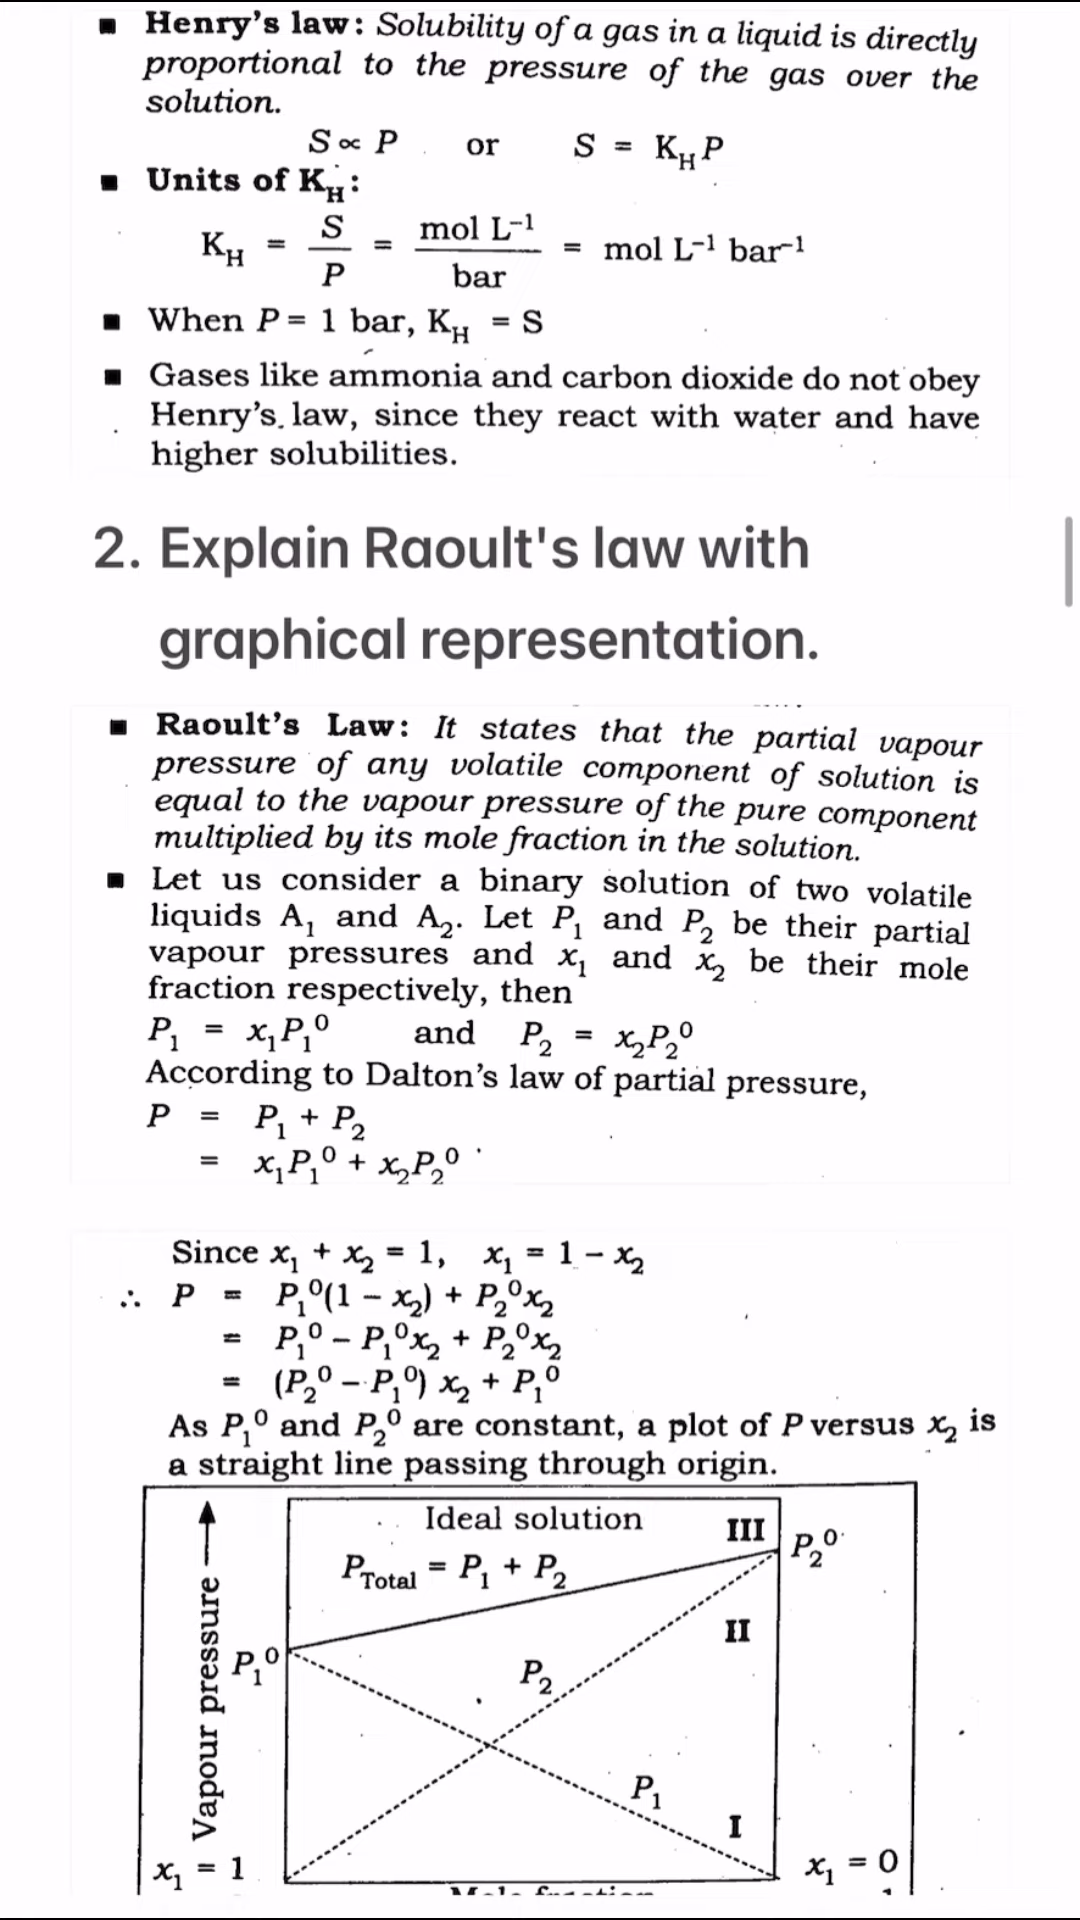 ▪ Henry's law: Solubility of a gas in a liquid is directly
proportional to the pressure of the gas over the
solution.
S ∝ P or S = K_H P
▪ Units of K_H:
K_H = S/P = mol L⁻¹/bar = mol L⁻¹ bar⁻¹
▪ When P = 1 bar, K_H = S
▪ Gases like ammonia and carbon dioxide do not obey
Henry's law, since they react with water and have
higher solubilities.
2. Explain Raoult's law with
graphical representation.
▪ Raoult's Law: It states that the partial vapour
pressure of any volatile component of solution is
equal to the vapour pressure of the pure component
multiplied by its mole fraction in the solution.
▪ Let us consider a binary solution of two volatile
liquids A₁ and A₂. Let P₁ and P₂ be their partial
vapour pressures and x₁ and x₂ be their mole
fraction respectively, then
P₁ = x₁P₁⁰ and P₂ = x₂P₂⁰
According to Dalton's law of partial pressure,
P = P₁ + P₂
= x₁P₁⁰ + x₂P₂⁰
Since x₁ + x₂ = 1, x₁ = 1 – x₂
∴ P = P₁⁰(1 – x₂) + P₂⁰x₂
= P₁⁰ – P₁⁰x₂ + P₂⁰x₂
= (P₂⁰ – P₁⁰) x₂ + P₁⁰
As P₁⁰ and P₂⁰ are constant, a plot of P versus x₂ is
a straight line passing through origin.
Ideal solution
III
P₂⁰
P_Total = P₁ + P₂
II
P₁⁰
P₂
Vapour pressure
P₁
I
x₁ = 1
x₁ = 0